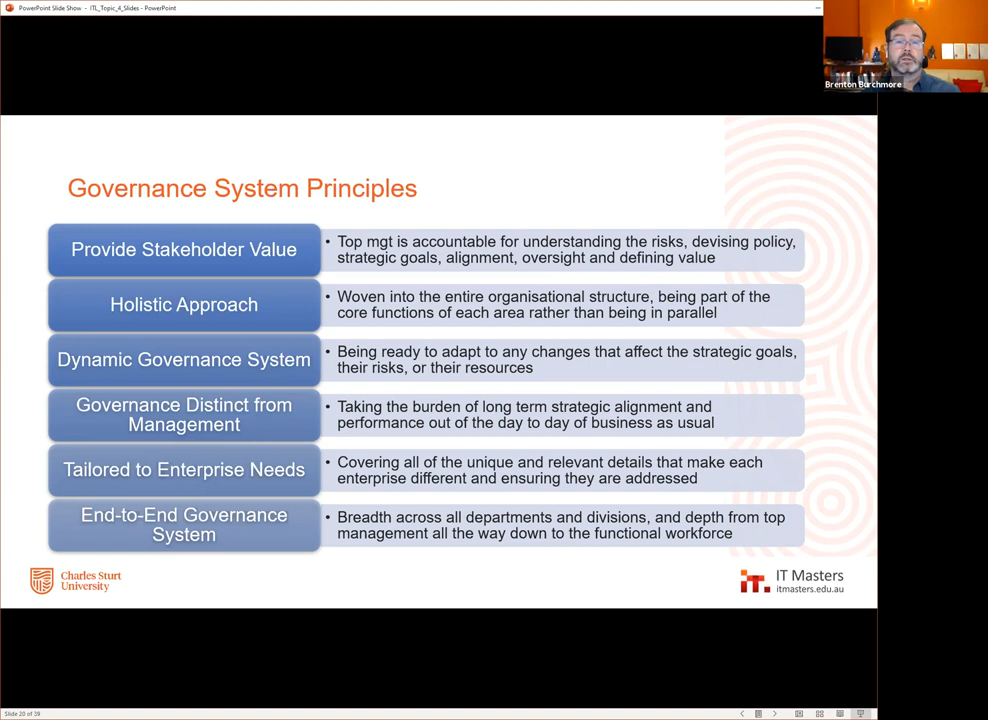 PowerPoint Slide Show - ITL_Topic_4_Slides - PowerPoint
Brenton Burchmore
Governance System Principles
Provide Stakeholder Value
• Top mgt is accountable for understanding the risks, devising policy,
strategic goals, alignment, oversight and defining value
Holistic Approach
• Woven into the entire organisational structure, being part of the
core functions of each area rather than being in parallel
Dynamic Governance System
• Being ready to adapt to any changes that affect the strategic goals,
their risks, or their resources
Governance Distinct from
Management
• Taking the burden of long term strategic alignment and
performance out of the day to day of business as usual
Tailored to Enterprise Needs
• Covering all of the unique and relevant details that make each
enterprise different and ensuring they are addressed
End-to-End Governance
System
• Breadth across all departments and divisions, and depth from top
management all the way down to the functional workforce
Charles Sturt
University
iT.
IT Masters
itmasters.edu.au
Slide 20 of 39